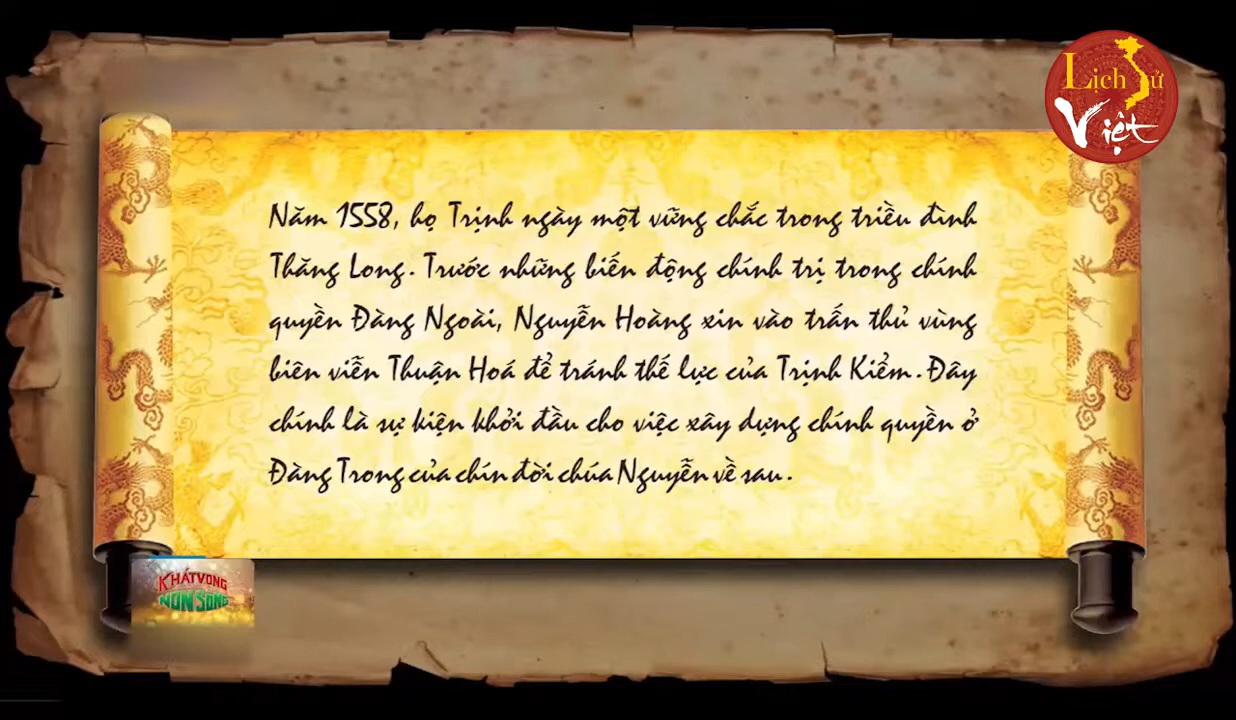 Lịch Sử
Việt
Năm 1558, họ Trịnh ngày một vững chắc trong triều đình
Thăng Long. Trước những biến động chính trị trong chính
quyền Đàng Ngoài, Nguyễn Hoàng xin vào trấn thủ vùng
biên viễn Thuận Hoá để tránh thế lực của Trịnh Kiểm. Đây
chính là sự kiện khởi đầu cho việc xây dựng chính quyền ở
Đàng Trong của chín đời chúa Nguyễn về sau.
KHÁT VỌNG
NON SÔNG